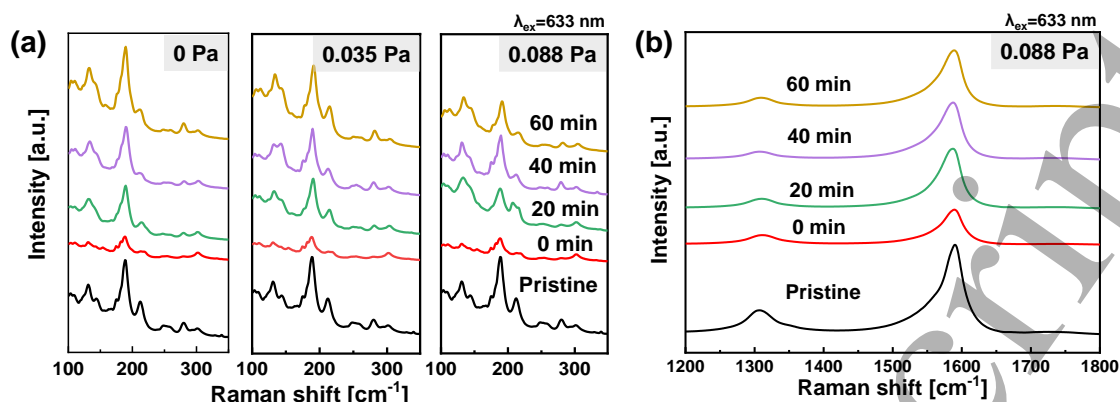 λex=633 nm
λex=633 nm
(a)
0 Pa
0.035 Pa
0.088 Pa
60 min
40 min
20 min
0 min
Pristine
Intensity [a.u.]
100 200 300
100 200 300
100 200 300
Raman shift [cm-1]
(b)
0.088 Pa
60 min
40 min
20 min
0 min
Pristine
Intensity [a.u.]
1200 1300 1400 1500 1600 1700 1800
Raman shift [cm-1]